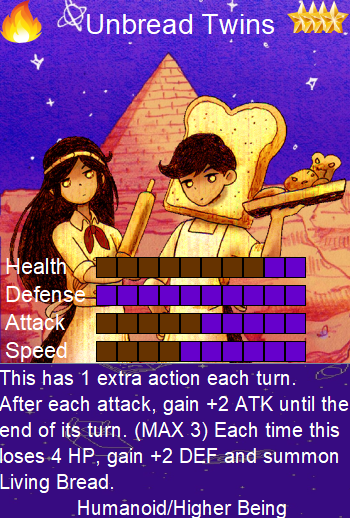 Unbread Twins
Health
Defense
Attack
Speed
This has 1 extra action each turn.
After each attack, gain +2 ATK until the
end of its turn. (MAX 3) Each time this
loses 4 HP, gain +2 DEF and summon
Living Bread.
Humanoid/Higher Being